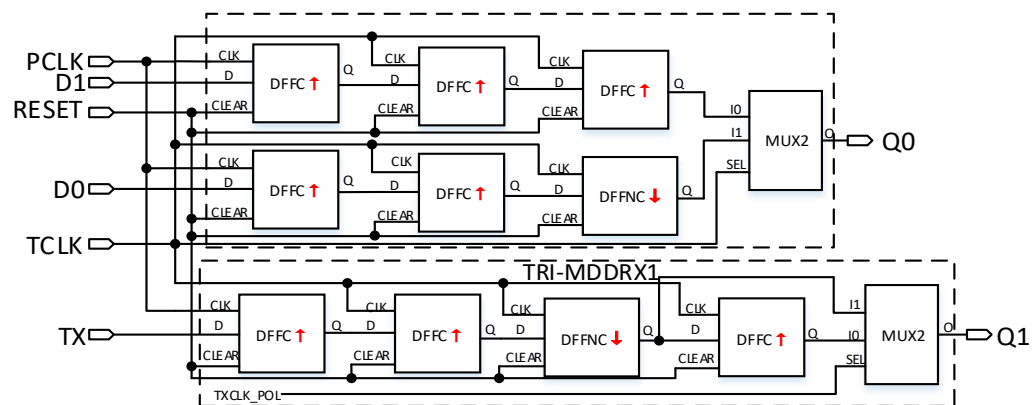 PCLK
D1
RESET
D0
TCLK
TX
CLK
D
CLEAR
DFFC
Q
CLK
D
CLEAR
DFFC
Q
CLK
D
CLEAR
DFFC
Q
I0
I1
SEL
MUX2
O
Q0
CLK
D
CLEAR
DFFC
Q
CLK
D
CLEAR
DFFC
Q
CLK
D
CLEAR
DFFNC
Q
TRI-MDDRX1
CLK
D
CLEAR
DFFC
Q
CLK
D
CLEAR
DFFC
Q
CLK
D
CLEAR
DFFNC
Q
CLK
D
CLEAR
DFFC
Q
I1
I0
SEL
MUX2
O
Q1
TXCLK_POL